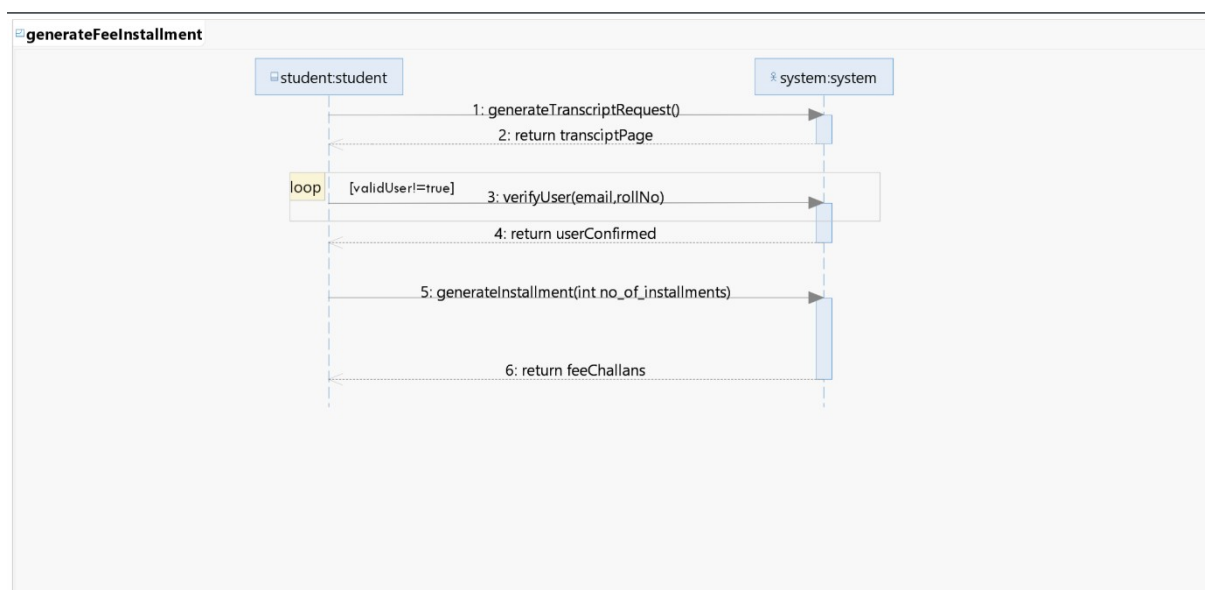 generateFeeInstallment
student:student
system:system
1: generateTranscriptRequest()
2: return transciptPage
loop
[validUser!=true]
3: verifyUser(email,rollNo)
4: return userConfirmed
5: generateInstallment(int no_of_installments)
6: return feeChallans